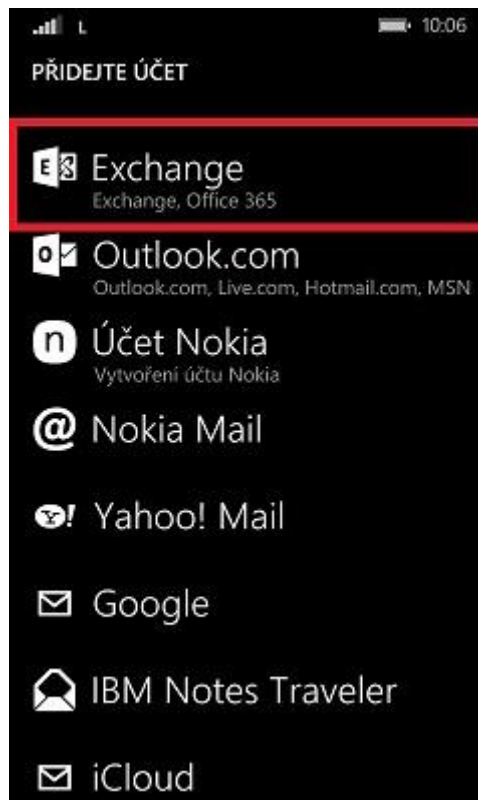 L 10:06
PŘIDEJTE ÚČET
Exchange
Exchange, Office 365
Outlook.com
Outlook.com, Live.com, Hotmail.com, MSN
Účet Nokia
Vytvoření účtu Nokia
Nokia Mail
Yahoo! Mail
Google
IBM Notes Traveler
iCloud